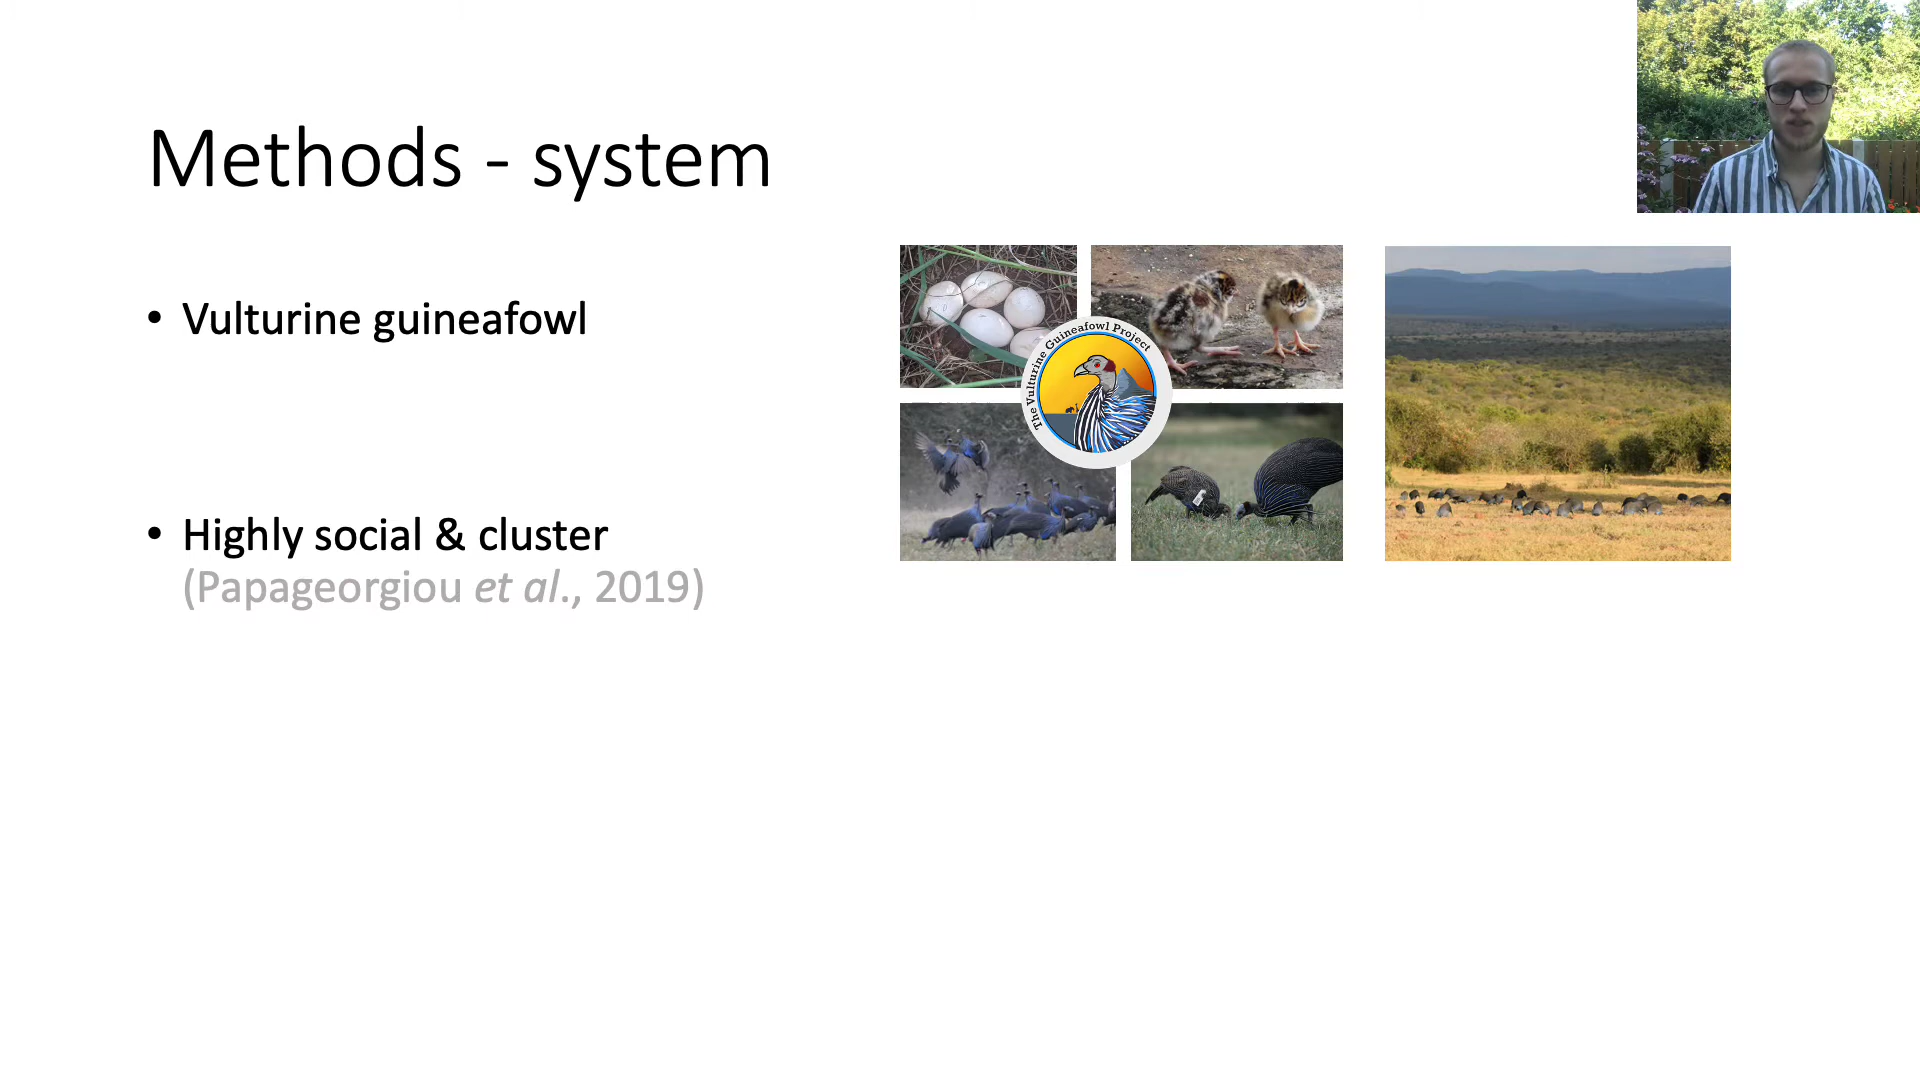 Methods - system
• Vulturine guineafowl
The Vulturine Guineafowl Project
• Highly social & cluster
(Papageorgiou et al., 2019)